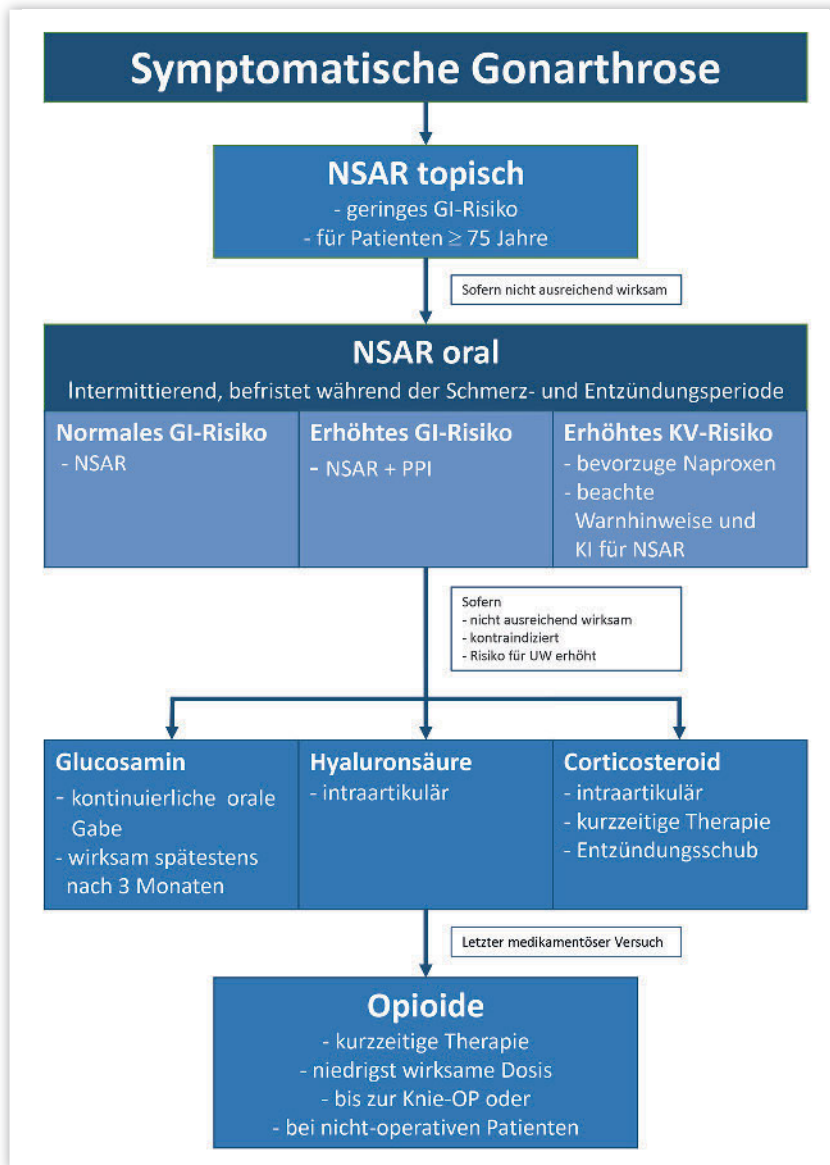 Symptomatische Gonarthrose
NSAR topisch
- geringes GI-Risiko
- für Patienten ≥ 75 Jahre
Sofern nicht ausreichend wirksam
NSAR oral
Intermittierend, befristet während der Schmerz- und Entzündungsperiode
Normales GI-Risiko
- NSAR
Erhöhtes GI-Risiko
- NSAR + PPI
Erhöhtes KV-Risiko
- bevorzuge Naproxen
- beachte
Warnhinweise und
KI für NSAR
Sofern
- nicht ausreichend wirksam
- kontraindiziert
- Risiko für UW erhöht
Glucosamin
- kontinuierliche orale
Gabe
- wirksam spätestens
nach 3 Monaten
Hyaluronsäure
- intraartikulär
Corticosteroid
- intraartikulär
- kurzzeitige Therapie
- Entzündungsschub
Letzter medikamentöser Versuch
Opioide
- kurzzeitige Therapie
- niedrigst wirksame Dosis
- bis zur Knie-OP oder
- bei nicht-operativen Patienten